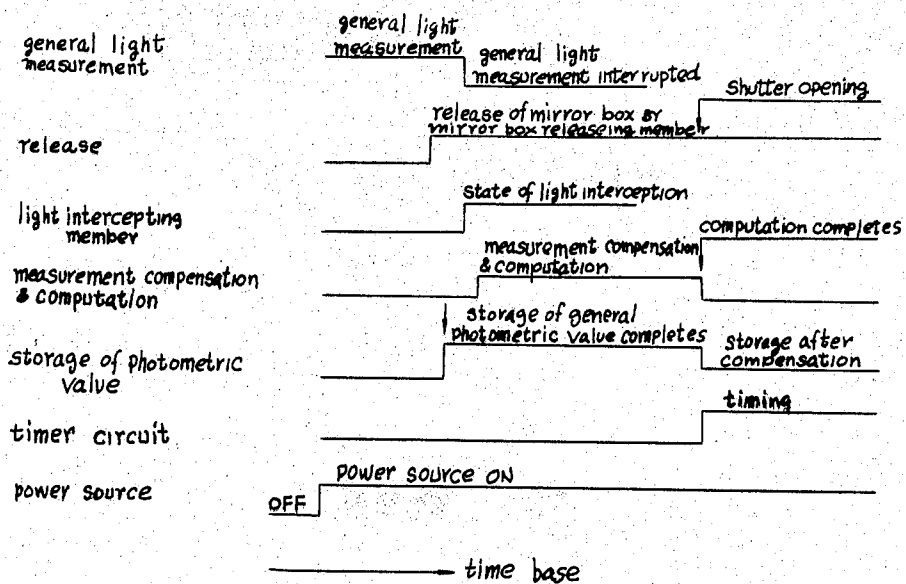 general light
measurement
general light
measurement
general light
measurement interrupted
shutter opening
release of mirror box by
mirror box releaseing member
release
state of light interception
light intercepting
member
computation completes
measurement compensation
& computation
measurement compensation
& computation
storage of general
photometric value completes
storage of photometric
value
storage after
compensation
timing
timer circuit
power source ON
power source
OFF
time base